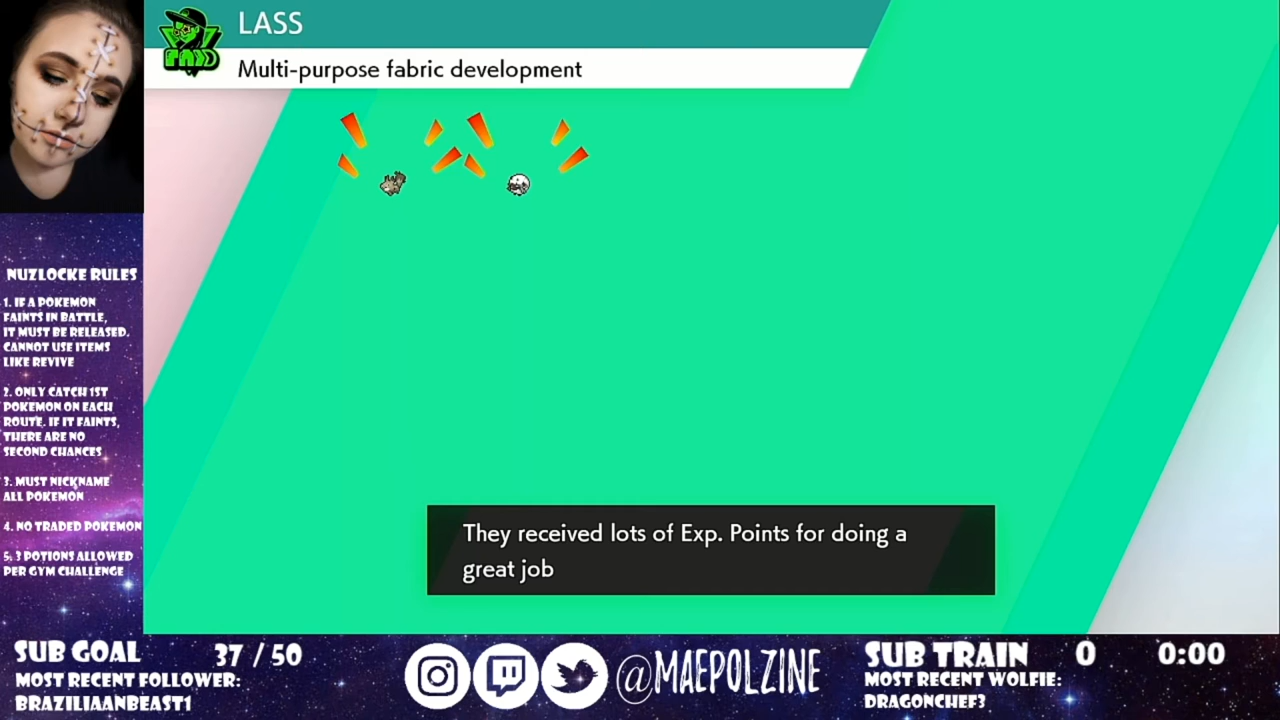 LASS
Multi-purpose fabric development
NUZLOCKE RULES
1. IF A POKEMON
FAINTS IN BATTLE,
IT MUST BE RELEASED.
CANNOT USE ITEMS
LIKE REVIVE
2. ONLY CATCH 1ST
POKEMON ON EACH
ROUTE. IF IT FAINTS,
THERE ARE NO
SECOND CHANCES
3. MUST NICKNAME
ALL POKEMON
4. NO TRADED POKEMON
5. 3 POTIONS ALLOWED
PER GYM CHALLENGE
They received lots of Exp. Points for doing a
great job
SUB GOAL 37 / 50
MOST RECENT FOLLOWER:
BRAZILIAANBEAST1
@MAEPOLZINE
SUB TRAIN 0 0:00
MOST RECENT WOLFIE:
DRAGONCHEF3